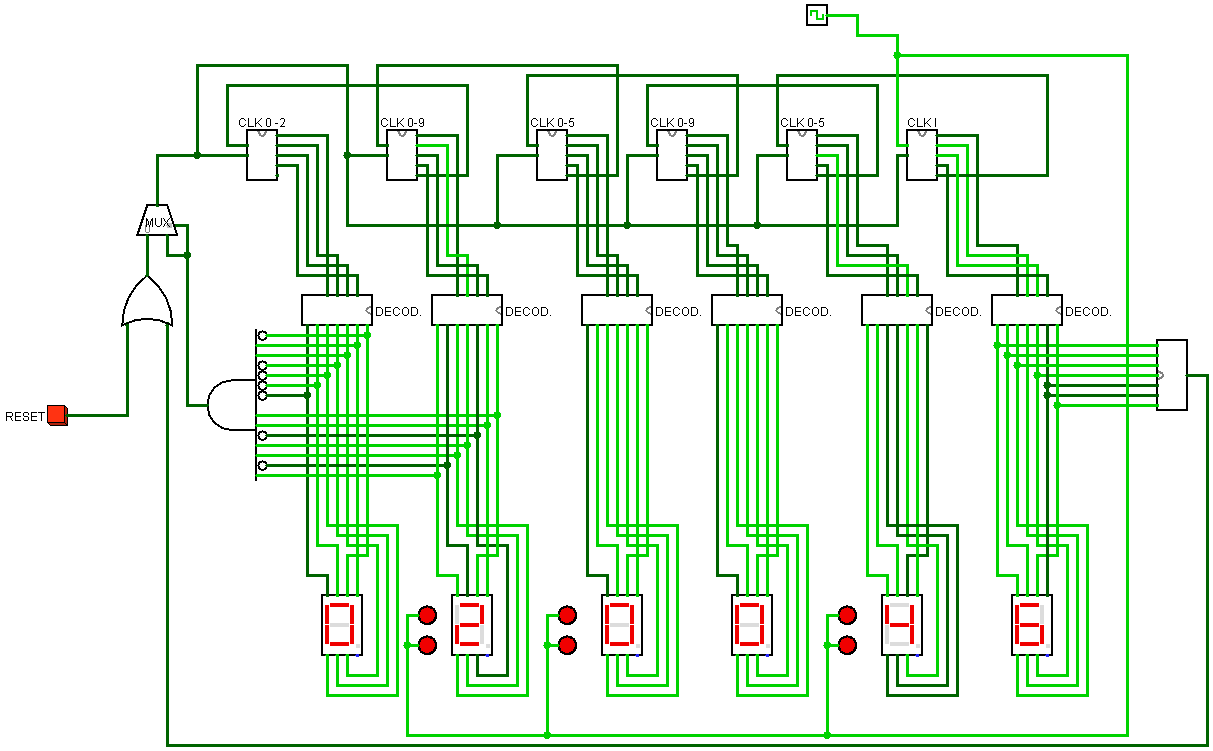 CLK 0 -2
CLK 0-9
CLK 0-5
CLK 0-9
CLK 0-5
CLK I
MUX
DECOD.
DECOD.
DECOD.
DECOD.
DECOD.
DECOD.
RESET
0 2 0 0 4 6